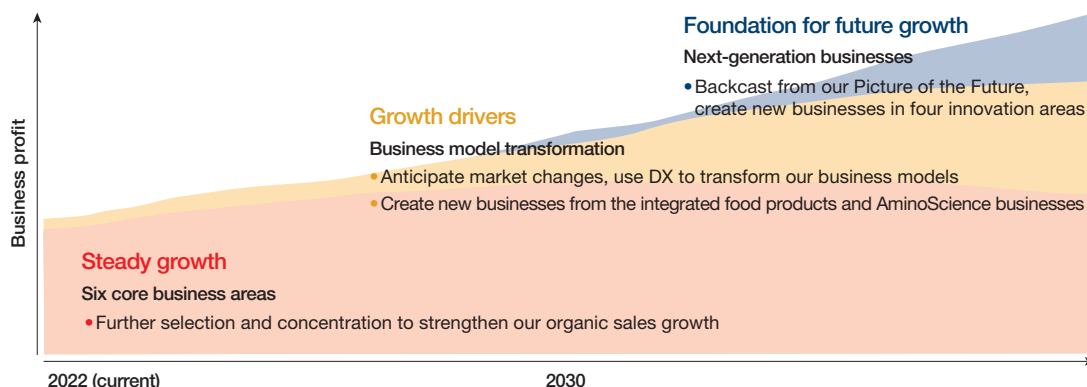 Foundation for future growth
Next-generation businesses
• Backcast from our Picture of the Future,
create new businesses in four innovation areas
Growth drivers
Business model transformation
• Anticipate market changes, use DX to transform our business models
• Create new businesses from the integrated food products and AminoScience businesses
Business profit
Steady growth
Six core business areas
• Further selection and concentration to strengthen our organic sales growth
2022 (current)
2030